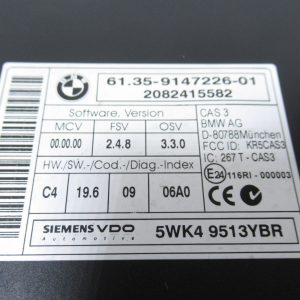 BMW
61.35-9147226-01
2082415582
Software, Version
MCV FSV OSV
00.00.00 2.4.8 3.3.0
HW./SW.-Cod.-Diag.-Index
C4 19.6 09 06A0
CAS 3
BMW AG
D-80788München
FCC ID: KR5CAS3
IC: 267T-CAS3
E24 116RI-000003
SIEMENS VDO
Automotive
5WK4 9513YBR